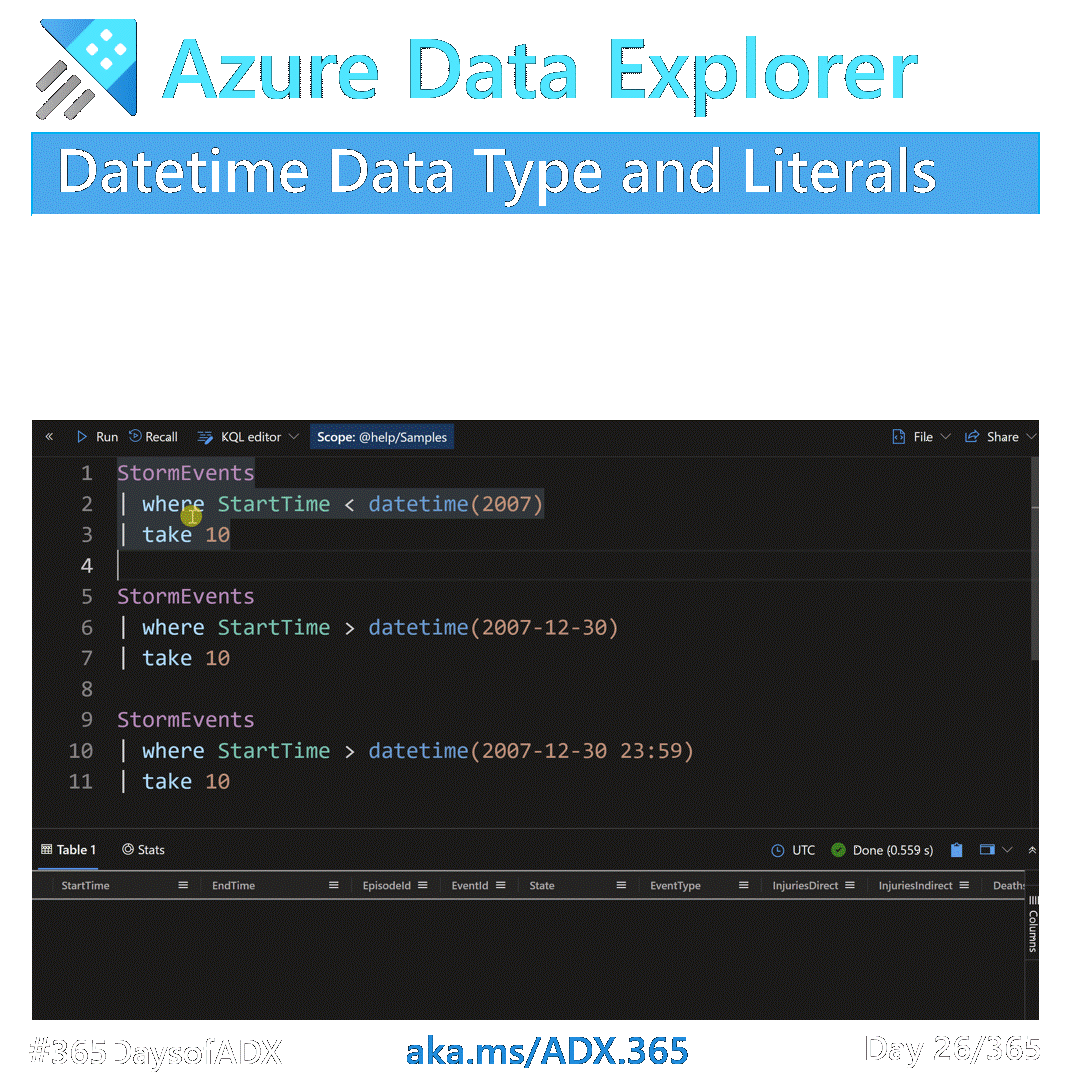 Azure Data Explorer
Datetime Data Type and Literals
« Run Recall KQL editor Scope: @help/Samples File Share
1 StormEvents
2 | where StartTime < datetime(2007)
3 | take 10
4
5 StormEvents
6 | where StartTime > datetime(2007-12-30)
7 | take 10
8
9 StormEvents
10 | where StartTime > datetime(2007-12-30 23:59)
11 | take 10
Table 1 Stats UTC Done (0.559 s)
StartTime EndTime EpisodeId EventId State EventType InjuriesDirect InjuriesIndirect Deaths
Columns
#365DaysofADX aka.ms/ADX.365 Day 26/365